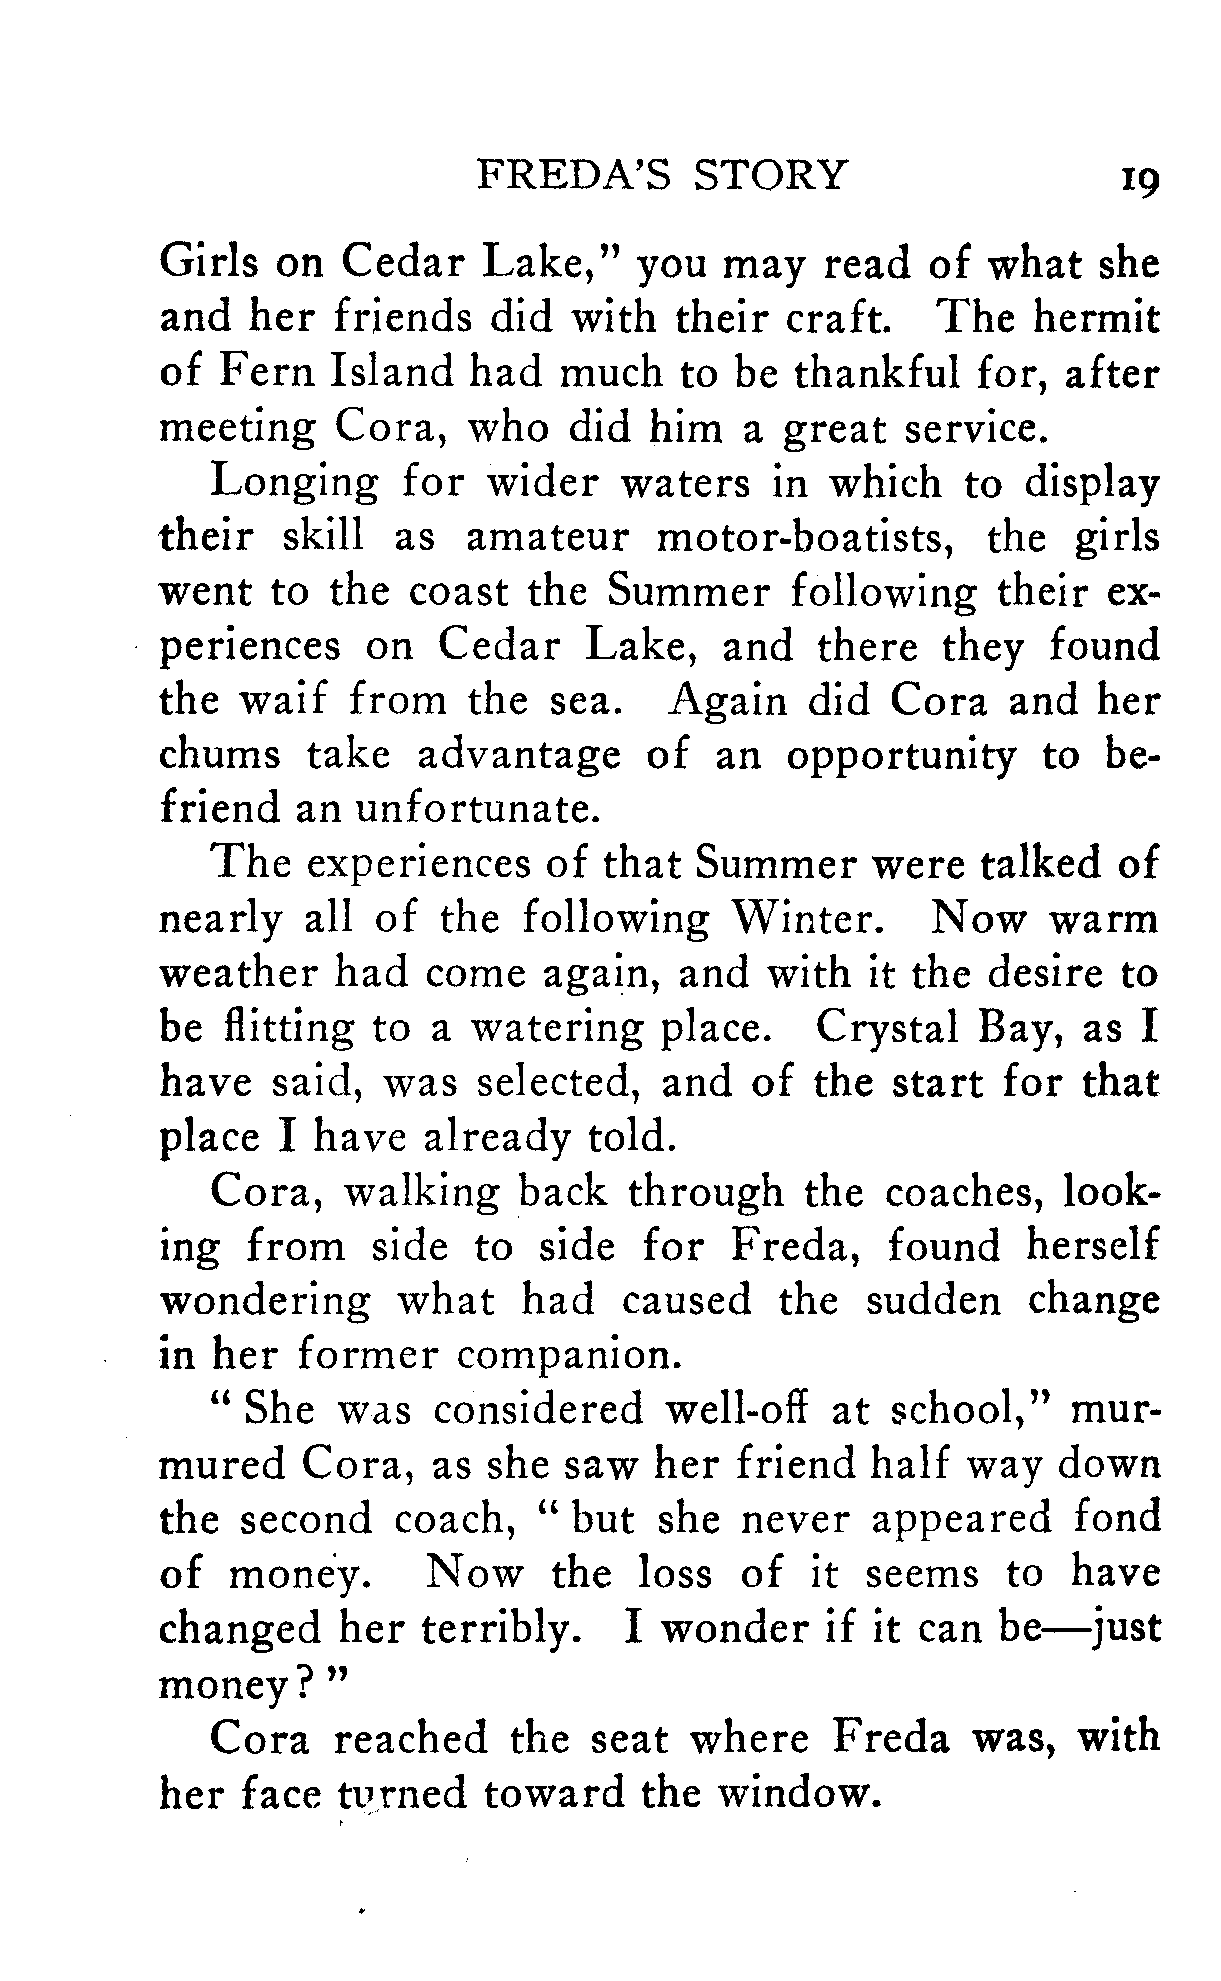 FREDA'S STORY 19
Girls on Cedar Lake," you may read of what she
and her friends did with their craft. The hermit
of Fern Island had much to be thankful for, after
meeting Cora, who did him a great service.
Longing for wider waters in which to display
their skill as amateur motor-boatists, the girls
went to the coast the Summer following their ex-
periences on Cedar Lake, and there they found
the waif from the sea. Again did Cora and her
chums take advantage of an opportunity to be-
friend an unfortunate.
The experiences of that Summer were talked of
nearly all of the following Winter. Now warm
weather had come again, and with it the desire to
be flitting to a watering place. Crystal Bay, as I
have said, was selected, and of the start for that
place I have already told.
Cora, walking back through the coaches, look-
ing from side to side for Freda, found herself
wondering what had caused the sudden change
in her former companion.
" She was considered well-off at school," mur-
mured Cora, as she saw her friend half way down
the second coach, " but she never appeared fond
of money. Now the loss of it seems to have
changed her terribly. I wonder if it can be—just
money? "
Cora reached the seat where Freda was, with
her face turned toward the window.